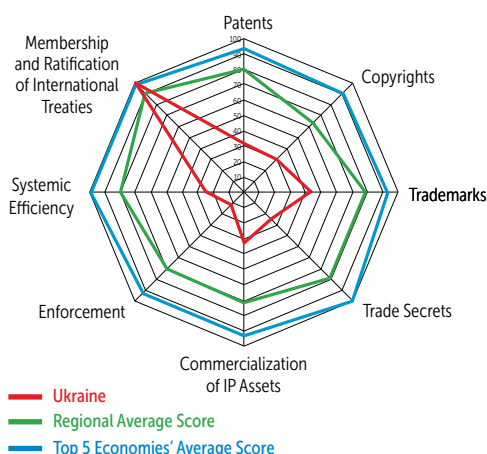 Patents
Membership
and Ratification
of International
Treaties
Copyrights
100
90
80
70
60
50
40
30
20
10
Systemic
Efficiency
Trademarks
Enforcement
Trade Secrets
Commercialization
of IP Assets
Ukraine
Regional Average Score
Top 5 Economies' Average Score